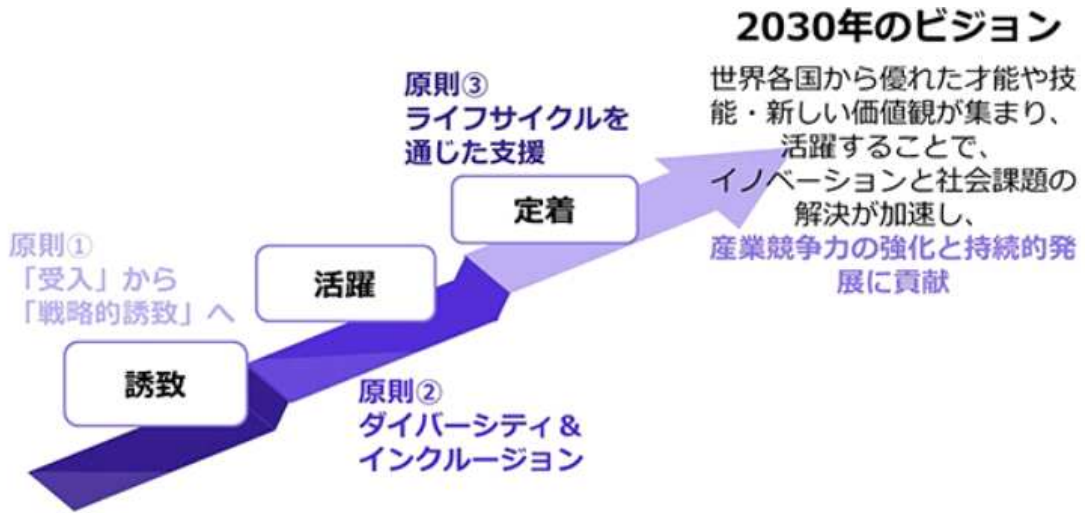 2030年のビジョン
世界各国から優れた才能や技
能・新しい価値観が集まり、
活躍することで、
イノベーションと社会課題の
解決が加速し、
産業競争力の強化と持続的発
展に貢献
原則③
ライフサイクルを
通じた支援
定着
原則①
「受入」から
「戦略的誘致」へ
活躍
誘致
原則②
ダイバーシティ＆
インクルージョン